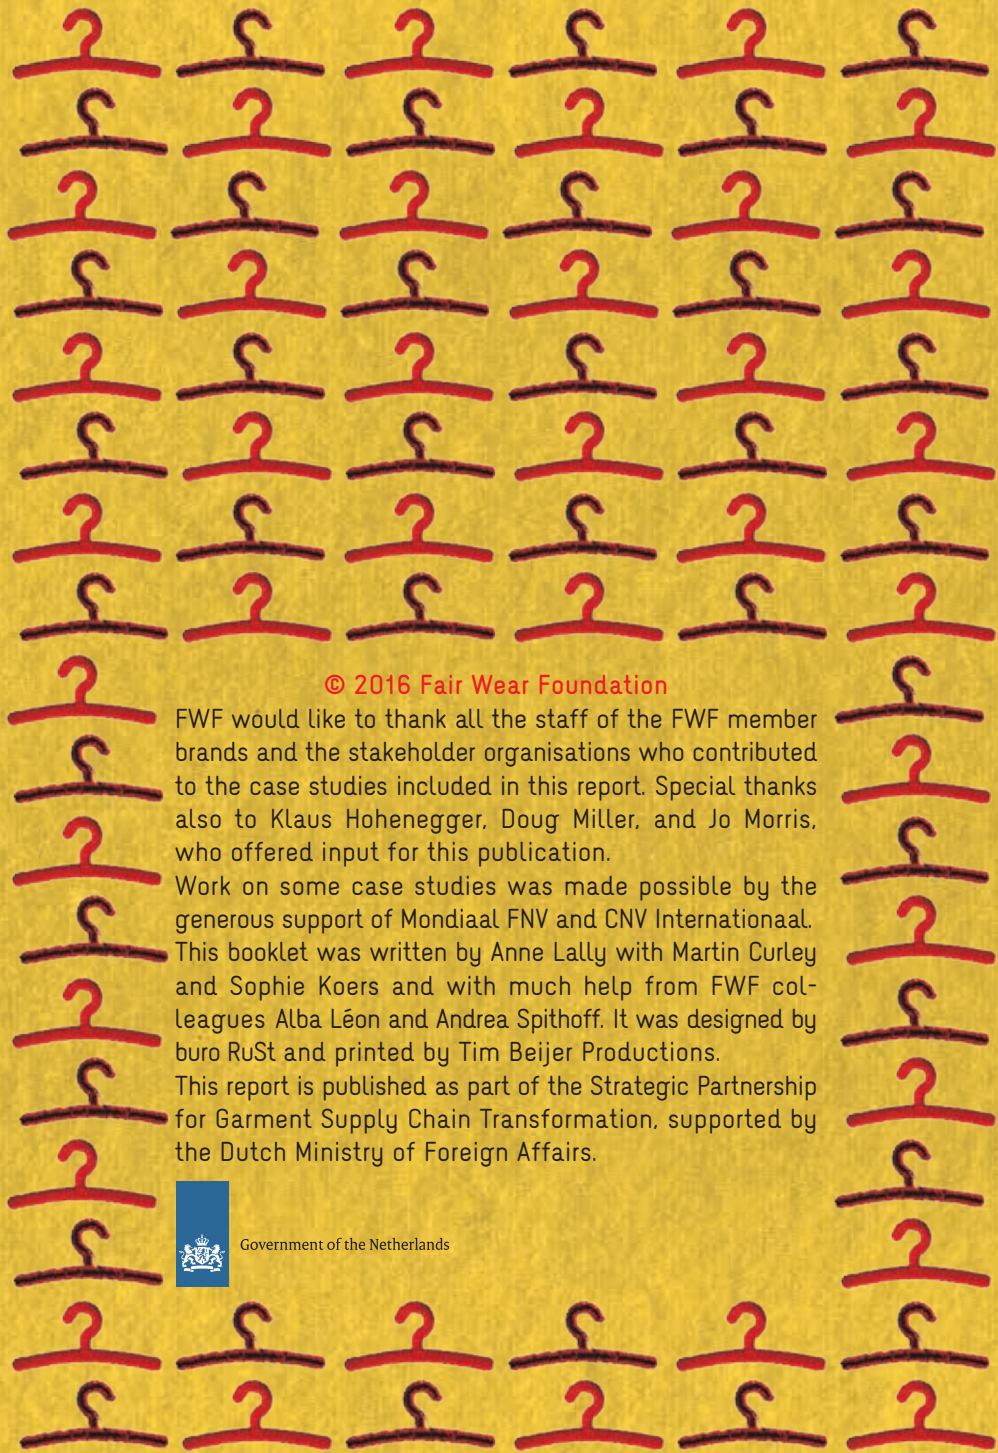 © 2016 Fair Wear Foundation
FWF would like to thank all the staff of the FWF member
brands and the stakeholder organisations who contributed
to the case studies included in this report. Special thanks
also to Klaus Hohenegger, Doug Miller, and Jo Morris,
who offered input for this publication.
Work on some case studies was made possible by the
generous support of Mondiaal FNV and CNV Internationaal.
This booklet was written by Anne Lally with Martin Curley
and Sophie Koers and with much help from FWF col-
leagues Alba Léon and Andrea Spithoff. It was designed by
buro RuSt and printed by Tim Beijer Productions.
This report is published as part of the Strategic Partnership
for Garment Supply Chain Transformation, supported by
the Dutch Ministry of Foreign Affairs.
Government of the Netherlands